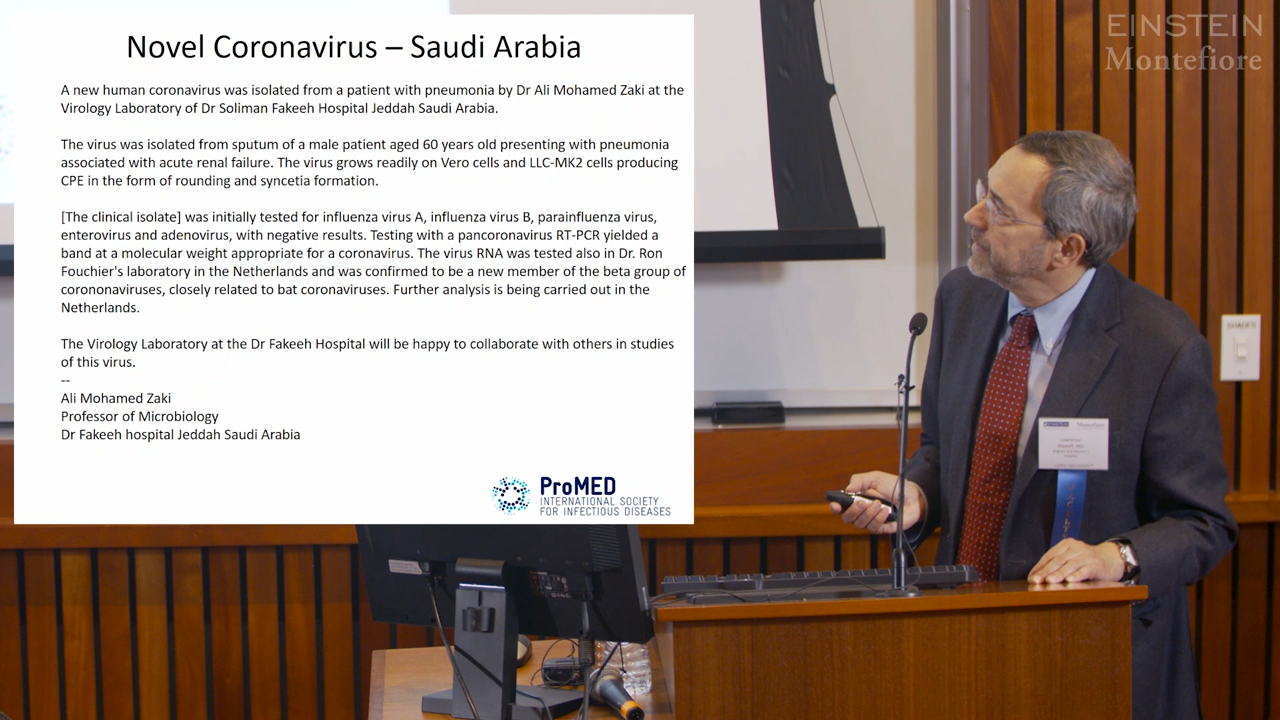 Novel Coronavirus – Saudi Arabia
A new human coronavirus was isolated from a patient with pneumonia by Dr Ali Mohamed Zaki at the
Virology Laboratory of Dr Soliman Fakeeh Hospital Jeddah Saudi Arabia.
The virus was isolated from sputum of a male patient aged 60 years old presenting with pneumonia
associated with acute renal failure. The virus grows readily on Vero cells and LLC-MK2 cells producing
CPE in the form of rounding and syncetia formation.
[The clinical isolate] was initially tested for influenza virus A, influenza virus B, parainfluenza virus,
enterovirus and adenovirus, with negative results. Testing with a pancoronavirus RT-PCR yielded a
band at a molecular weight appropriate for a coronavirus. The virus RNA was tested also in Dr. Ron
Fouchier's laboratory in the Netherlands and was confirmed to be a new member of the beta group of
corononaviruses, closely related to bat coronaviruses. Further analysis is being carried out in the
Netherlands.
The Virology Laboratory at the Dr Fakeeh Hospital will be happy to collaborate with others in studies
of this virus.
--
Ali Mohamed Zaki
Professor of Microbiology
Dr Fakeeh hospital Jeddah Saudi Arabia
ProMED
INTERNATIONAL SOCIETY
FOR INFECTIOUS DISEASES
EINSTEIN
Montefiore
SHADES